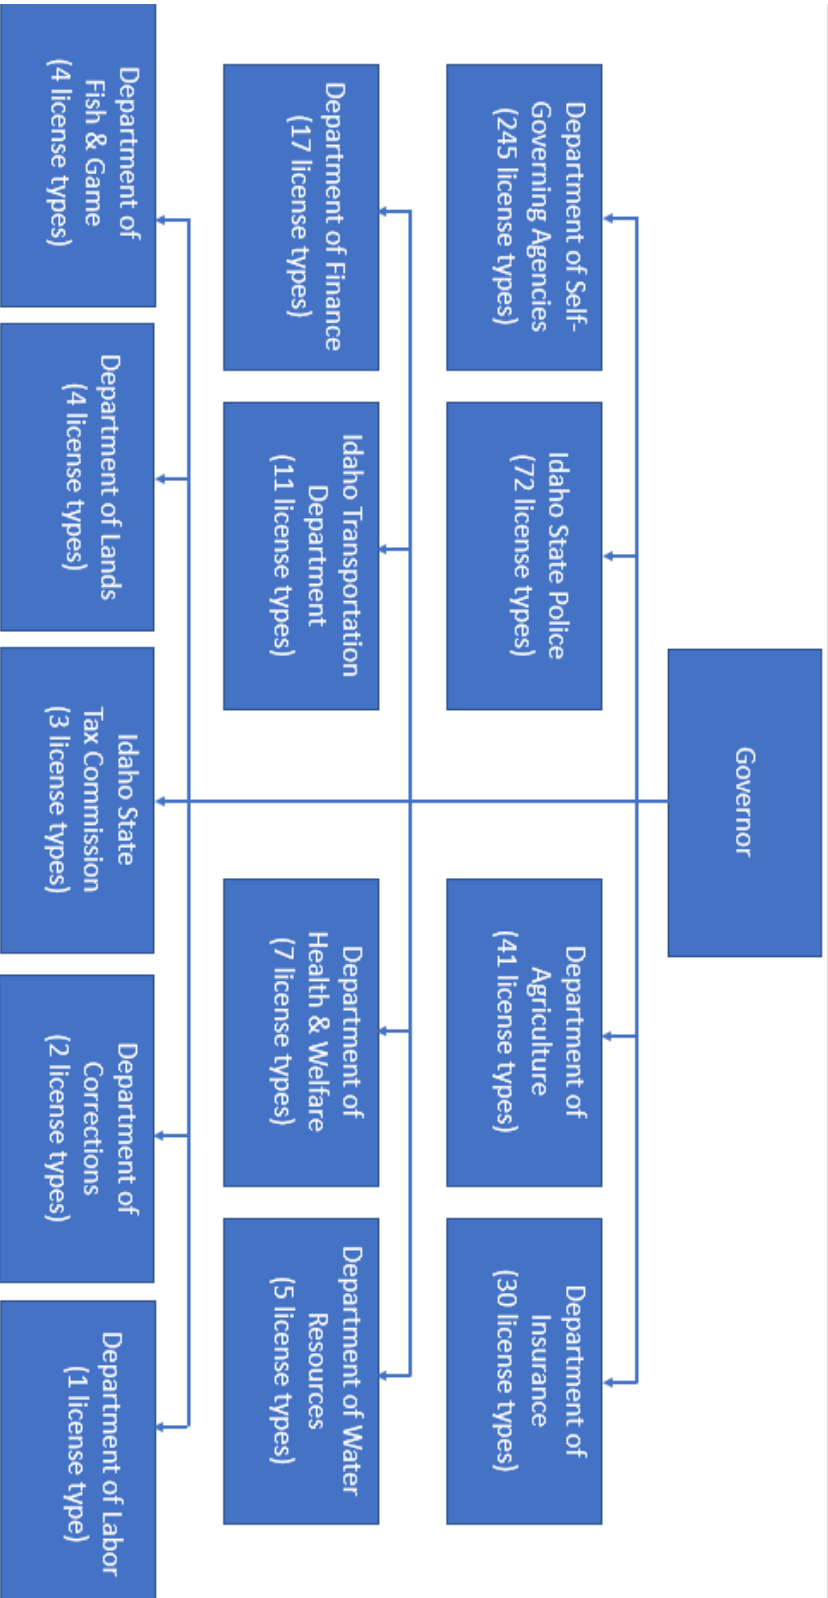 Governor
Department of Self-
Governing Agencies
(245 license types)
Idaho State Police
(72 license types)
Department of
Agriculture
(41 license types)
Department of
Insurance
(30 license types)
Department of Finance
(17 license types)
Idaho Transportation
Department
(11 license types)
Department of
Health & Welfare
(7 license types)
Department of Water
Resources
(5 license types)
Department of
Fish & Game
(4 license types)
Department of Lands
(4 license types)
Idaho State
Tax Commission
(3 license types)
Department of
Corrections
(2 license types)
Department of Labor
(1 license type)